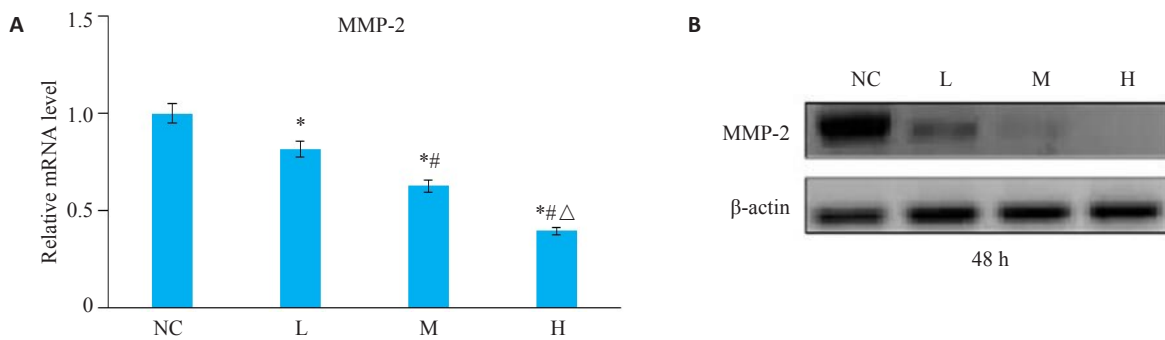 A
MMP-2
Relative mRNA level
1.5
1.0
0.5
0
*
*#
*#△
NC L M H
B
NC L M H
MMP-2
β-actin
48 h